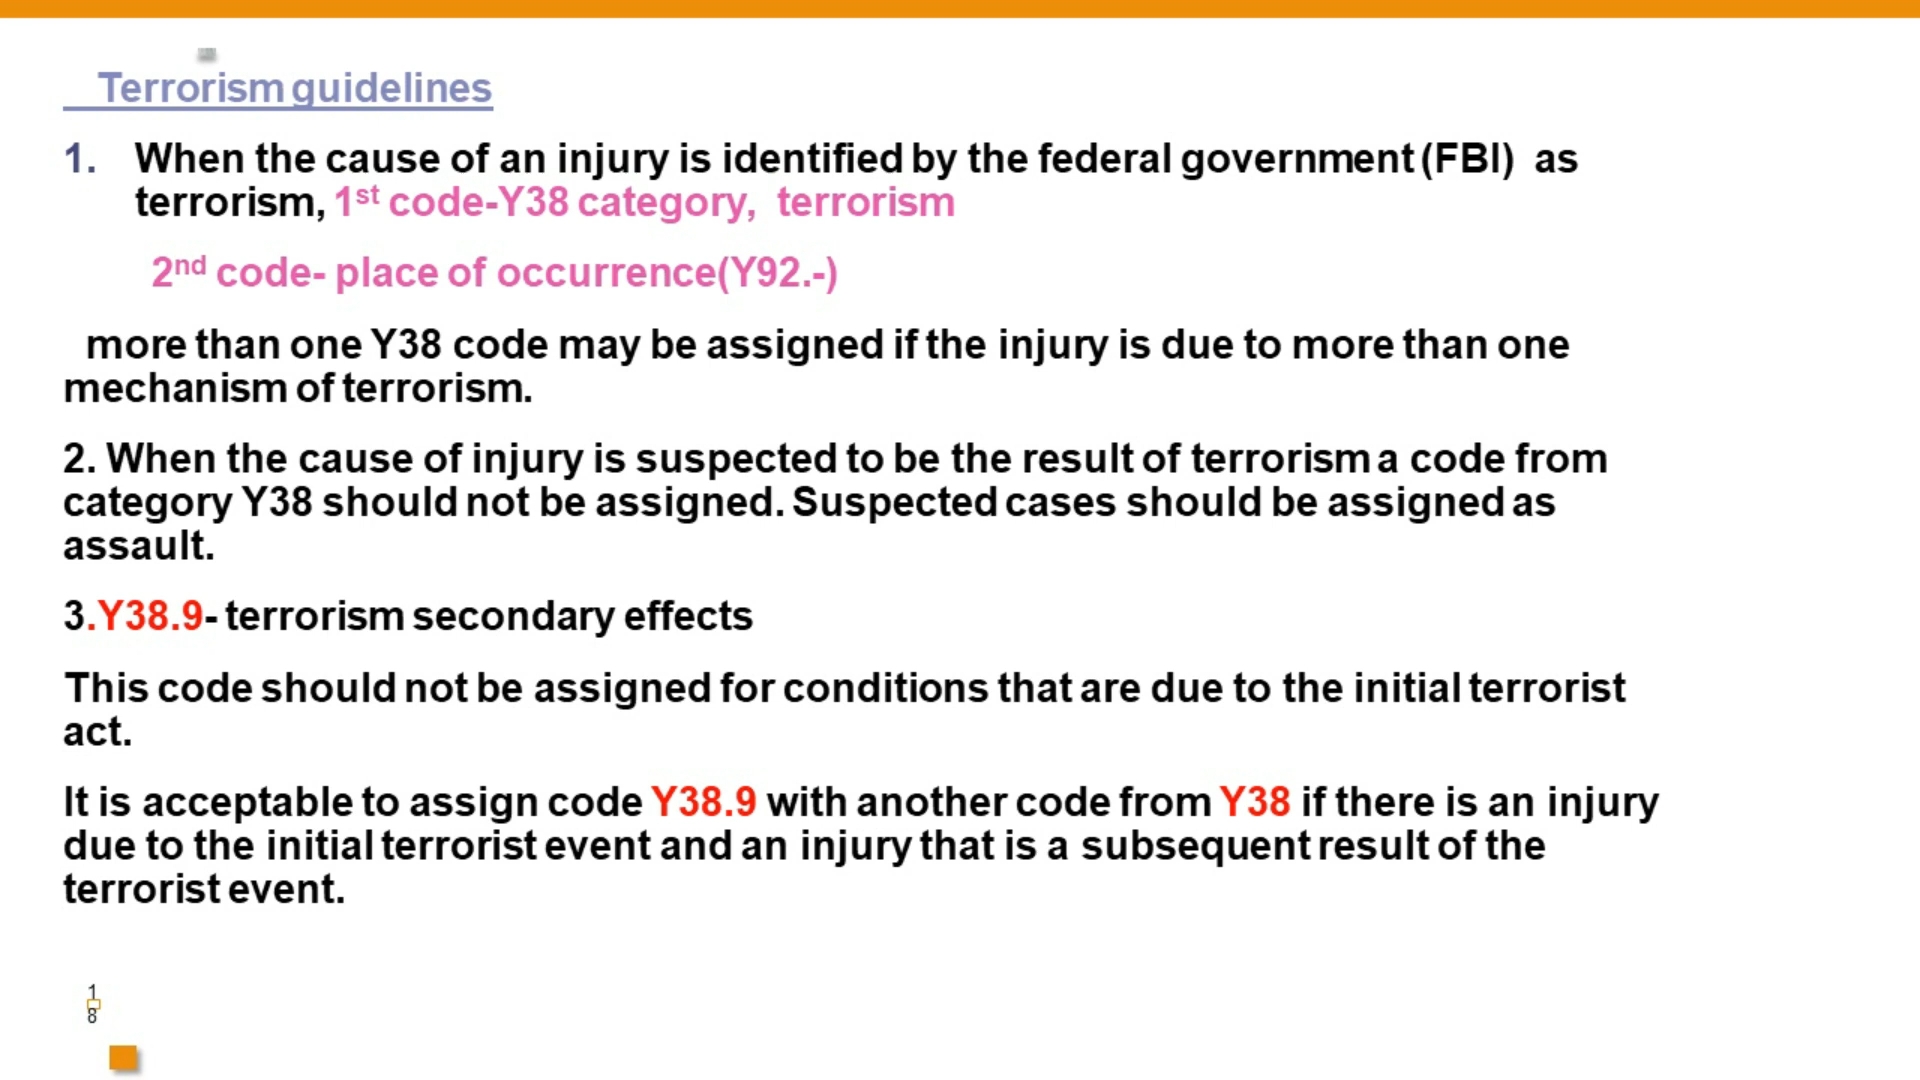 Terrorism guidelines
1. When the cause of an injury is identified by the federal government (FBI) as
terrorism, 1st code-Y38 category, terrorism
2nd code- place of occurrence(Y92.-)
more than one Y38 code may be assigned if the injury is due to more than one
mechanism of terrorism.
2. When the cause of injury is suspected to be the result of terrorism a code from
category Y38 should not be assigned. Suspected cases should be assigned as
assault.
3.Y38.9- terrorism secondary effects
This code should not be assigned for conditions that are due to the initial terrorist
act.
It is acceptable to assign code Y38.9 with another code from Y38 if there is an injury
due to the initial terrorist event and an injury that is a subsequent result of the
terrorist event.
1
8